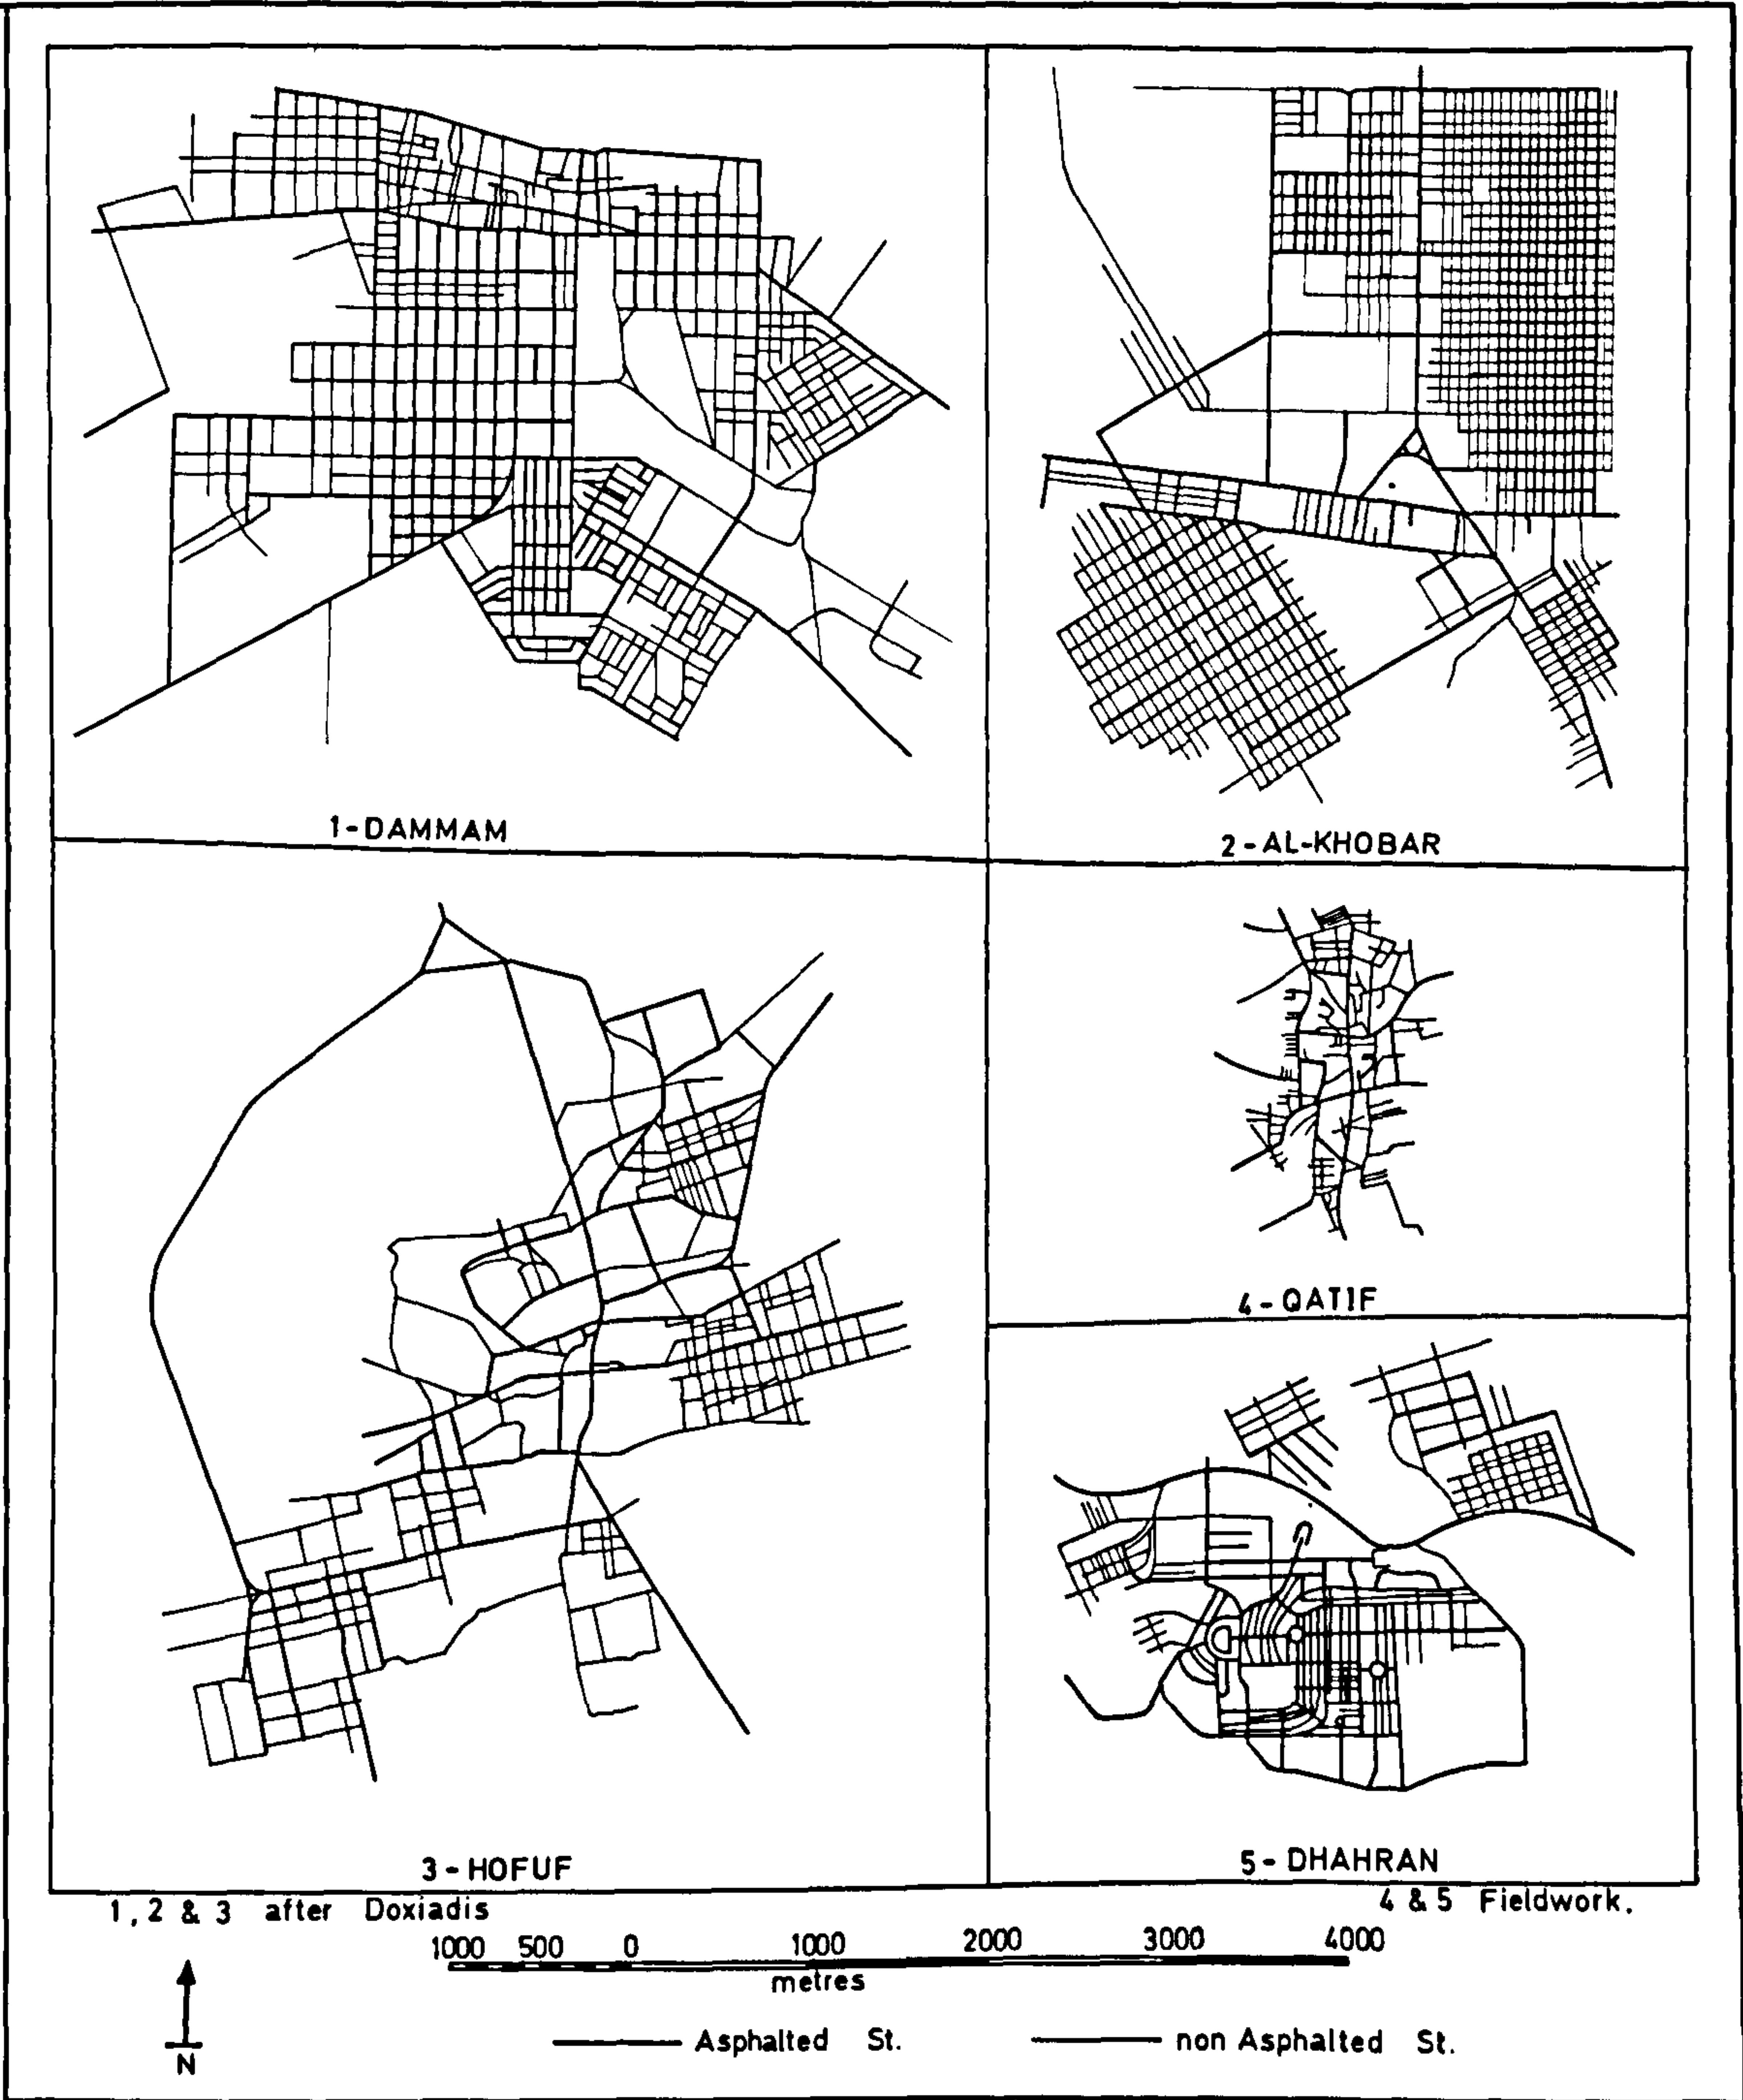 1-DAMMAM
2-AL-KHOBAR
3-HOFUF
4-QATIF
5-DHAHRAN
1, 2 & 3 after Doxiadis
4 & 5 Fieldwork.
1000 500 0 1000 2000 3000 4000
metres
N
Asphalted St.
non Asphalted St.